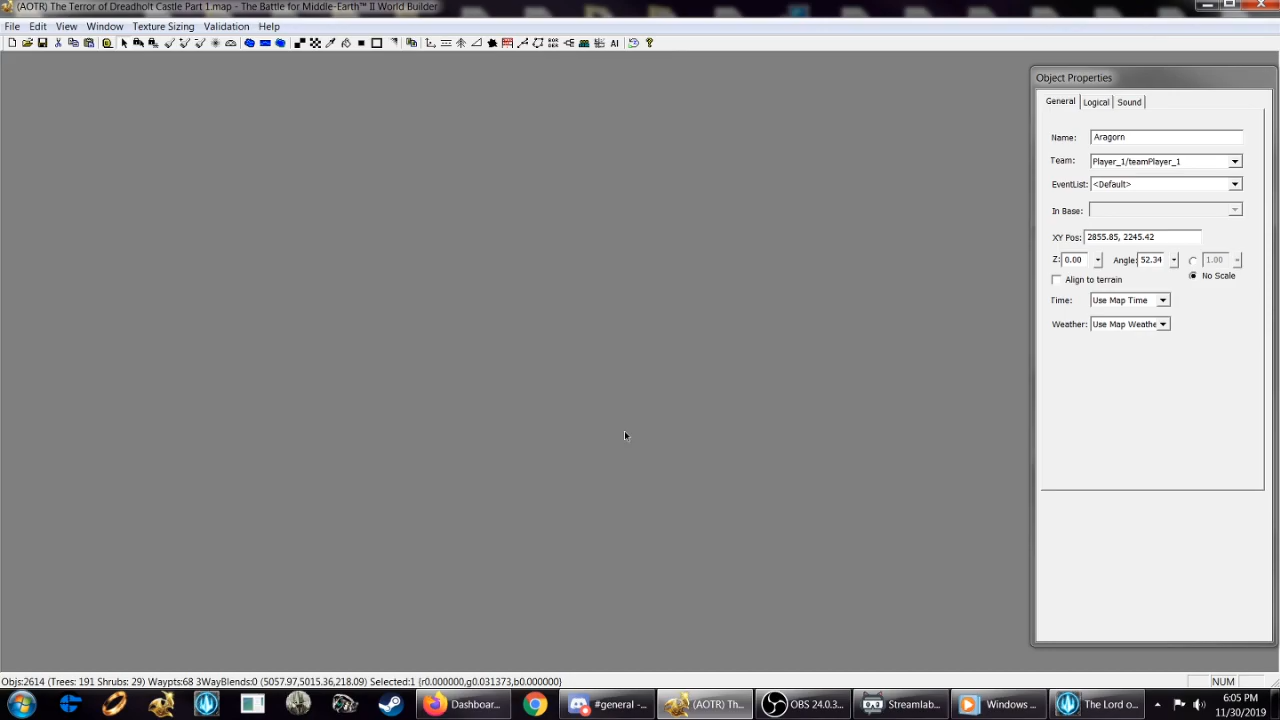 (AOTR) The Terror of Dreadholt Castle Part 1.map - The Battle for Middle-Earth™ II World Builder
File Edit View Window Texture Sizing Validation Help
AI
Object Properties
General Logical Sound
Name: Aragorn
Team: Player_1/teamPlayer_1
EventList: <Default>
In Base:
XY Pos: 2855.85, 2245.42
Z: 0.00 Angle: 52.34 1.00
No Scale
Align to terrain
Time: Use Map Time
Weather: Use Map Weathe
Objs:2614 (Trees: 191 Shrubs: 29) Waypts:68 3WayBlends:0 (5057.97,5015.36,218.09) Selected:1 {r0.000000,g0.031373,b0.000000} NUM
Dashboar... #general -... (AOTR) Th... OBS 24.0.3... Streamlab... Windows ... The Lord o... 6:05 PM
11/30/2019